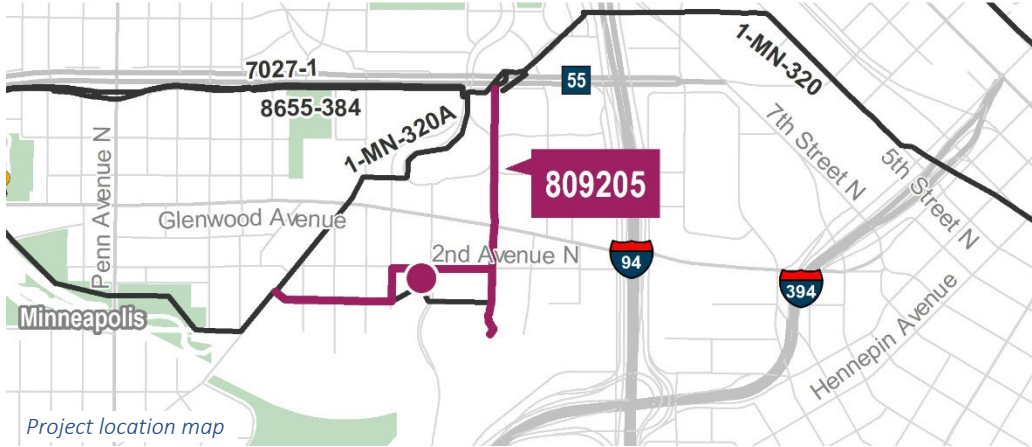 7027-1
55
1-MN-320
8655-384
1-MN-320A
7th Street N
5th Street N
809205
Penn Avenue N
Glenwood Avenue
2nd Avenue N
94
394
Minneapolis
Hennepin Avenue
Project location map